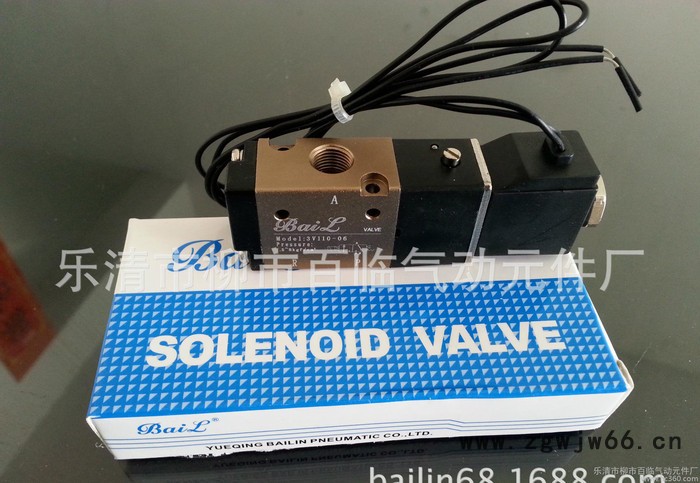 A
BaiL VALVE
Model:3V110-06
Pressure:
R P
Bai
乐清市柳市百临气动元件厂
SOLENOID VALVE
BaiL
YUEQING BAILIN PNEUMATIC CO.,LTD.
www.zgwjw66.cn
bailin68.1688.com
乐清市柳市百临气动元件厂